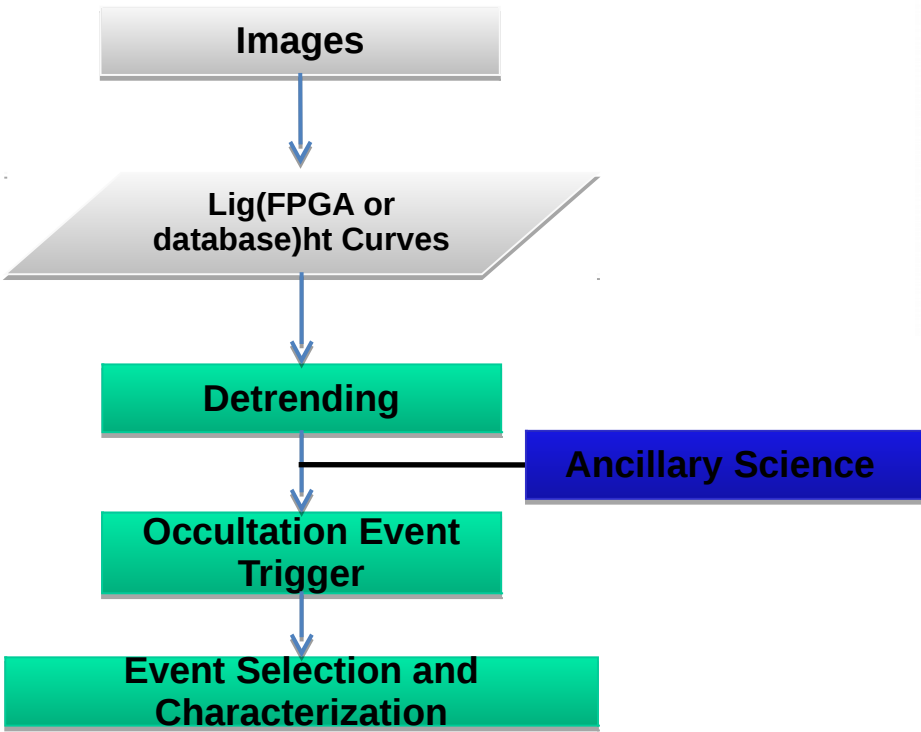 Images
Lig(FPGA or
database)ht Curves
Detrending
Ancillary Science
Occultation Event
Trigger
Event Selection and
Characterization